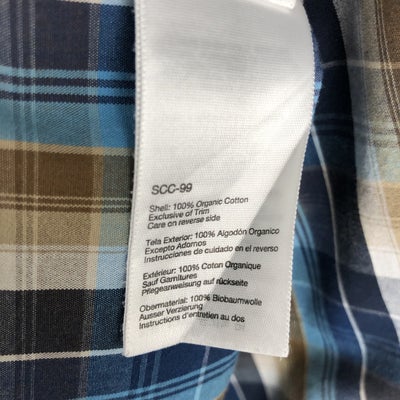 SCC-99
Shell: 100% Organic Cotton
Exclusive of Trim
Care on reverse side
Tela Exterior: 100% Algodón Organico
Excepto Adornos
Instrucciones de cuidado en el reverso
Extérieur: 100% Coton Organique
Sauf Garnitures
Pflegeanweisung auf rückseite
Obermaterial: 100% Biobaumwolle
Ausser Verzierung
Instructions d'entretien au dos